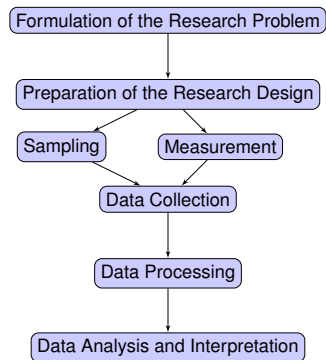 Formulation of the Research Problem
Preparation of the Research Design
Sampling
Measurement
Data Collection
Data Processing
Data Analysis and Interpretation